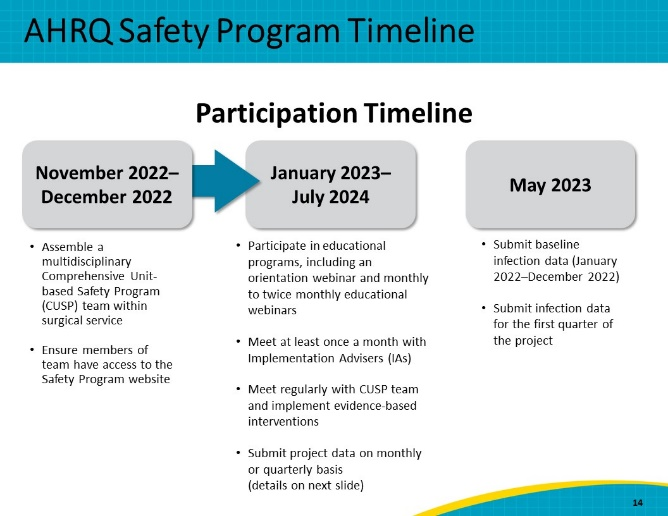 AHRQ Safety Program Timeline
Participation Timeline
November 2022–
December 2022
• Assemble a
multidisciplinary
Comprehensive Unit-
based Safety Program
(CUSP) team within
surgical service
• Ensure members of
team have access to the
Safety Program website
January 2023–
July 2024
• Participate in educational
programs, including an
orientation webinar and monthly
to twice monthly educational
webinars
• Meet at least once a month with
Implementation Advisers (IAs)
• Meet regularly with CUSP team
and implement evidence-based
interventions
• Submit project data on monthly
or quarterly basis
(details on next slide)
May 2023
• Submit baseline
infection data (January
2022–December 2022)
• Submit infection data
for the first quarter of
the project
14